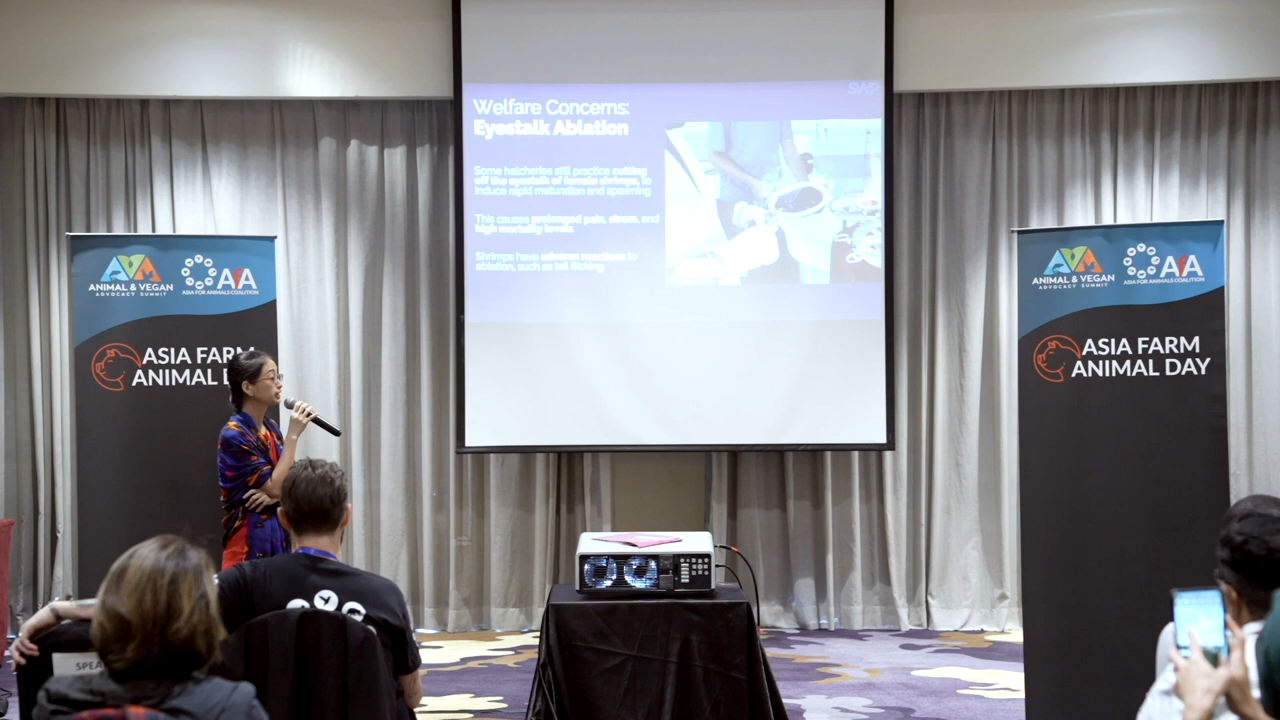 SWP
Welfare Concerns:
Eyestalk Ablation
Some hatcheries still practice cutting
off the eyestalk of female shrimps, to
induce rapid maturation and spawning
This causes prolonged pain, stress, and
high mortality levels
Shrimps have adverse reactions to
ablation, such as tail flicking
ANIMAL & VEGAN
ADVOCACY SUMMIT
AfA
ASIA FOR ANIMALS COALITION
ASIA FARM
ANIMAL D
ANIMAL & VEGAN
ADVOCACY SUMMIT
AfA
ASIA FOR ANIMALS COALITION
ASIA FARM
ANIMAL DAY
SPEA